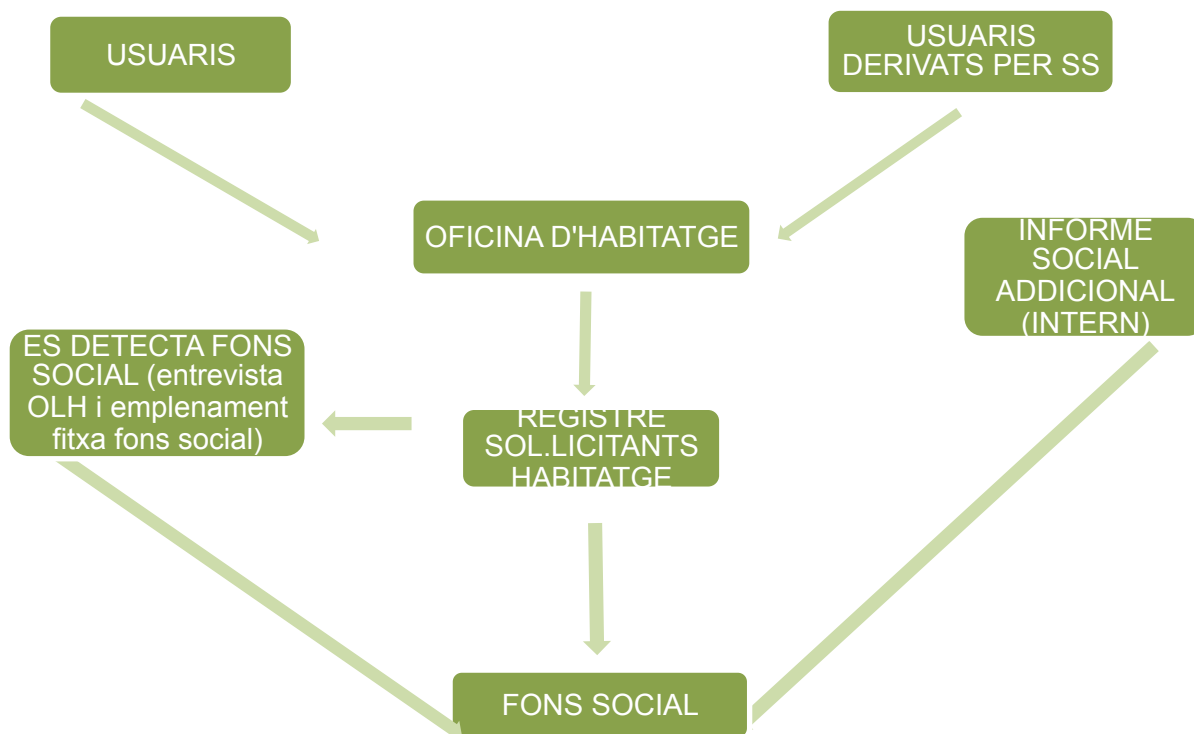 USUARIS
USUARIS
DERIVATS PER SS
OFICINA D'HABITATGE
INFORME
SOCIAL
ADDICIONAL
(INTERN)
ES DETECTA FONS
SOCIAL (entrevista
OLH i emplenament
fitxa fons social)
REGISTRE
SOL.LICITANTS
HABITATGE
FONS SOCIAL